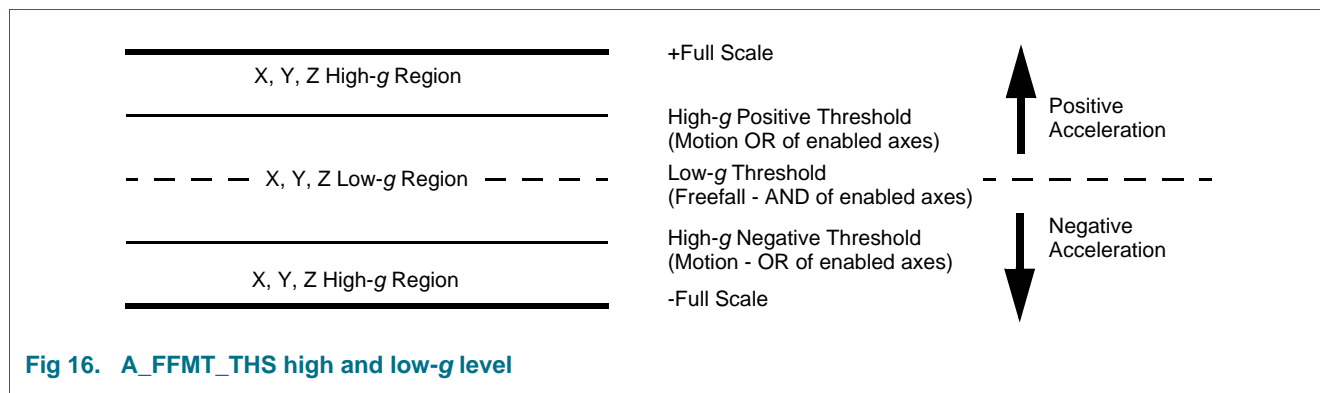 +Full Scale
X, Y, Z High-g Region
High-g Positive Threshold
(Motion OR of enabled axes)
Positive
Acceleration
X, Y, Z Low-g Region
Low-g Threshold
(Freefall - AND of enabled axes)
High-g Negative Threshold
(Motion - OR of enabled axes)
Negative
Acceleration
X, Y, Z High-g Region
-Full Scale
Fig 16. A_FFMT_THS high and low-g level